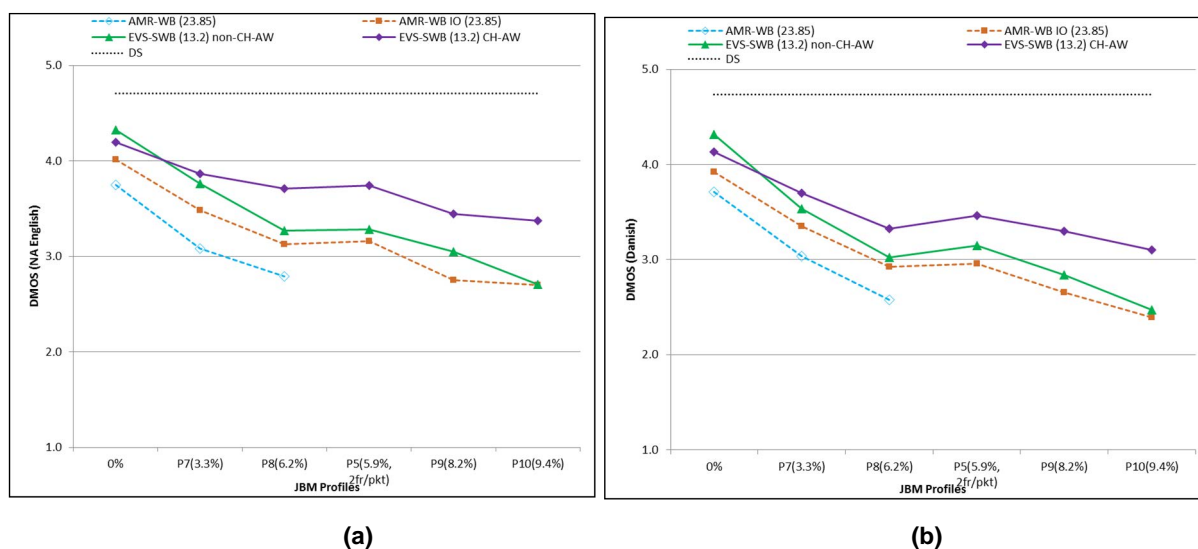 AMR-WB (23.85) AMR-WB IO (23.85)
EVS-SWB (13.2) non-CH-AW EVS-SWB (13.2) CH-AW
DS
5.0
4.0
3.0
2.0
1.0
DMOS (NA English)
0% P7(3.3%) P8(6.2%) P5(5.9%, P9(8.2%) P10(9.4%)
2fr/pkt)
JBM Profiles
(a)
AMR-WB (23.85) AMR-WB IO (23.85)
EVS-SWB (13.2) non-CH-AW EVS-SWB (13.2) CH-AW
DS
5.0
4.0
3.0
2.0
1.0
DMOS (Danish)
0% P7(3.3%) P8(6.2%) P5(5.9%, P9(8.2%) P10(9.4%)
2fr/pkt)
JBM Profiles
(b)